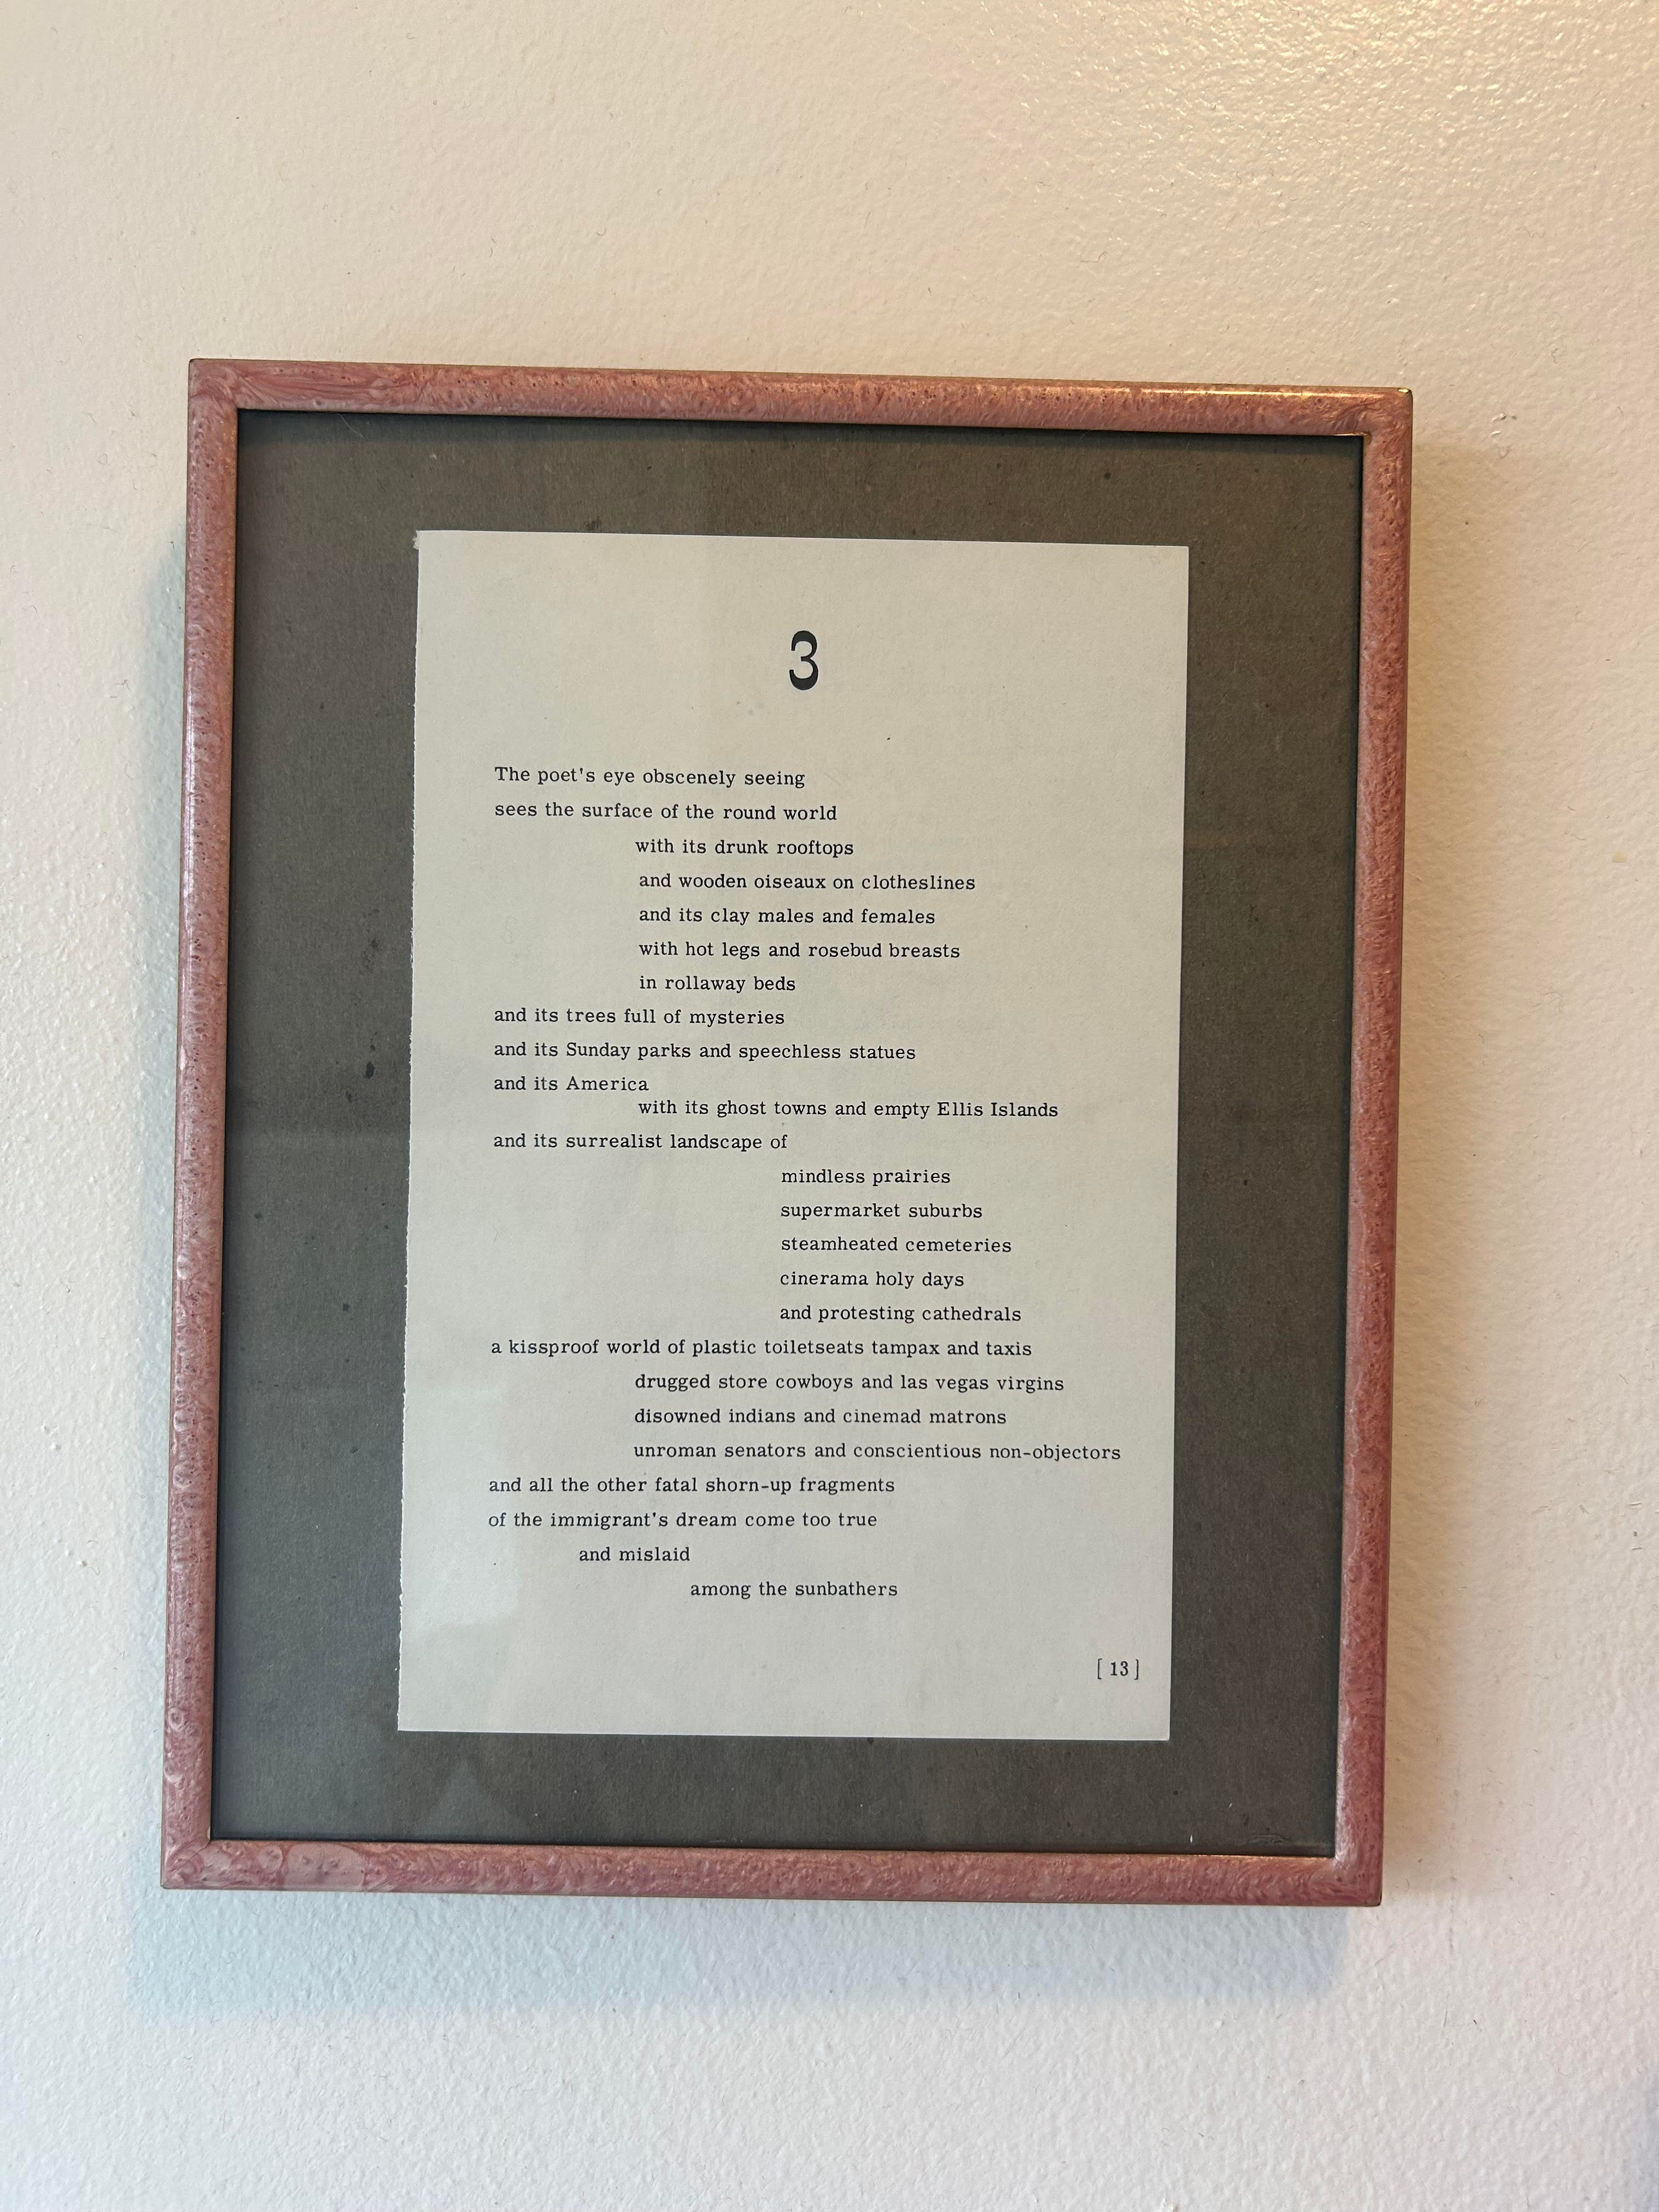 3
The poet's eye obscenely seeing
sees the surface of the round world
with its drunk rooftops
and wooden oiseaux on clotheslines
and its clay males and females
with hot legs and rosebud breasts
in rollaway beds
and its trees full of mysteries
and its Sunday parks and speechless statues
and its America
with its ghost towns and empty Ellis Islands
and its surrealist landscape of
mindless prairies
supermarket suburbs
steamheated cemeteries
cinerama holy days
and protesting cathedrals
a kissproof world of plastic toiletseats tampax and taxis
drugged store cowboys and las vegas virgins
disowned indians and cinemad matrons
unroman senators and conscientious non-objectors
and all the other fatal shorn-up fragments
of the immigrant's dream come too true
and mislaid
among the sunbathers
[ 13 ]